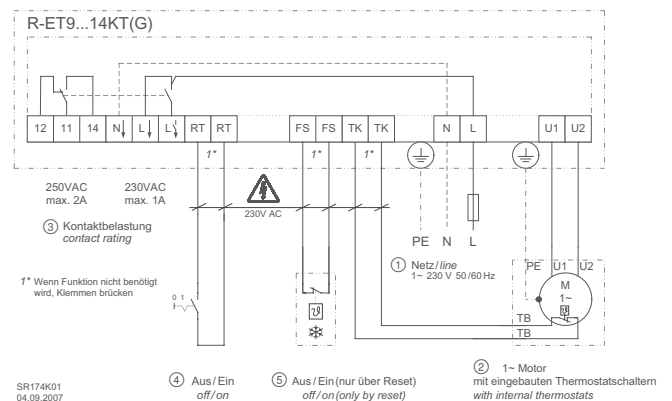 R-ET9...14KT(G)
12 11 14 N L L RT RT FS FS TK TK N L U1 U2
1* 1* 1*
250VAC
max. 2A
230VAC
max. 1A
230V AC
③ Kontaktbelastung
contact rating
PE N L
① Netz/line
1~ 230 V 50/60 Hz
1* Wenn Funktion nicht benötigt
wird, Klemmen brücken
0 1
PE U1 U2
M
1~
TB
TB
④ Aus/Ein
off/on
⑤ Aus/Ein (nur über Reset)
off/on (only by reset)
② 1~ Motor
mit eingebauten Thermostatschaltern
with internal thermostats
SR174K01
04.09.2007